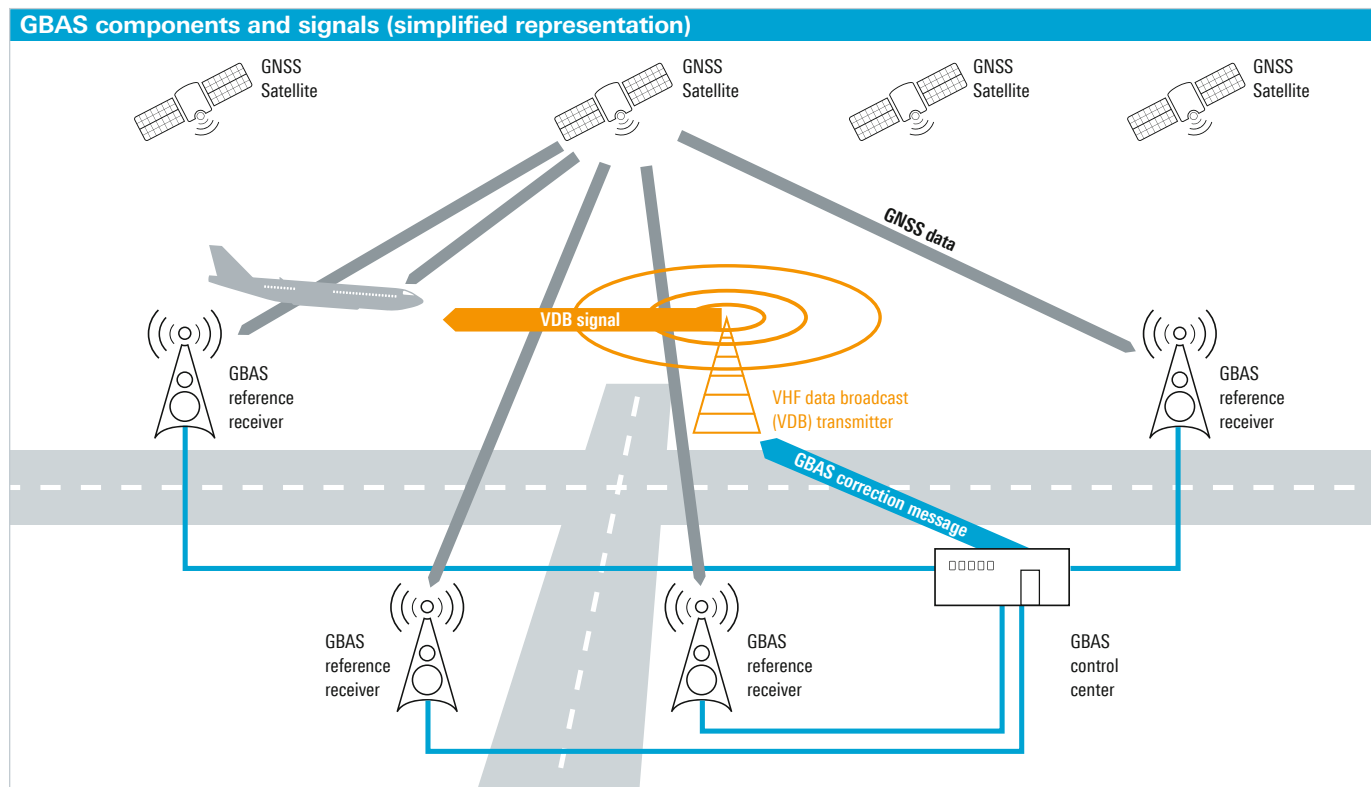 GBAS components and signals (simplified representation)
GNSS
Satellite
GNSS
Satellite
GNSS
Satellite
GNSS
Satellite
GNSS data
VDB signal
GBAS
reference
receiver
VHF data broadcast
(VDB) transmitter
GBAS
reference
receiver
GBAS correction message
GBAS
reference
receiver
GBAS
reference
receiver
GBAS
control
center